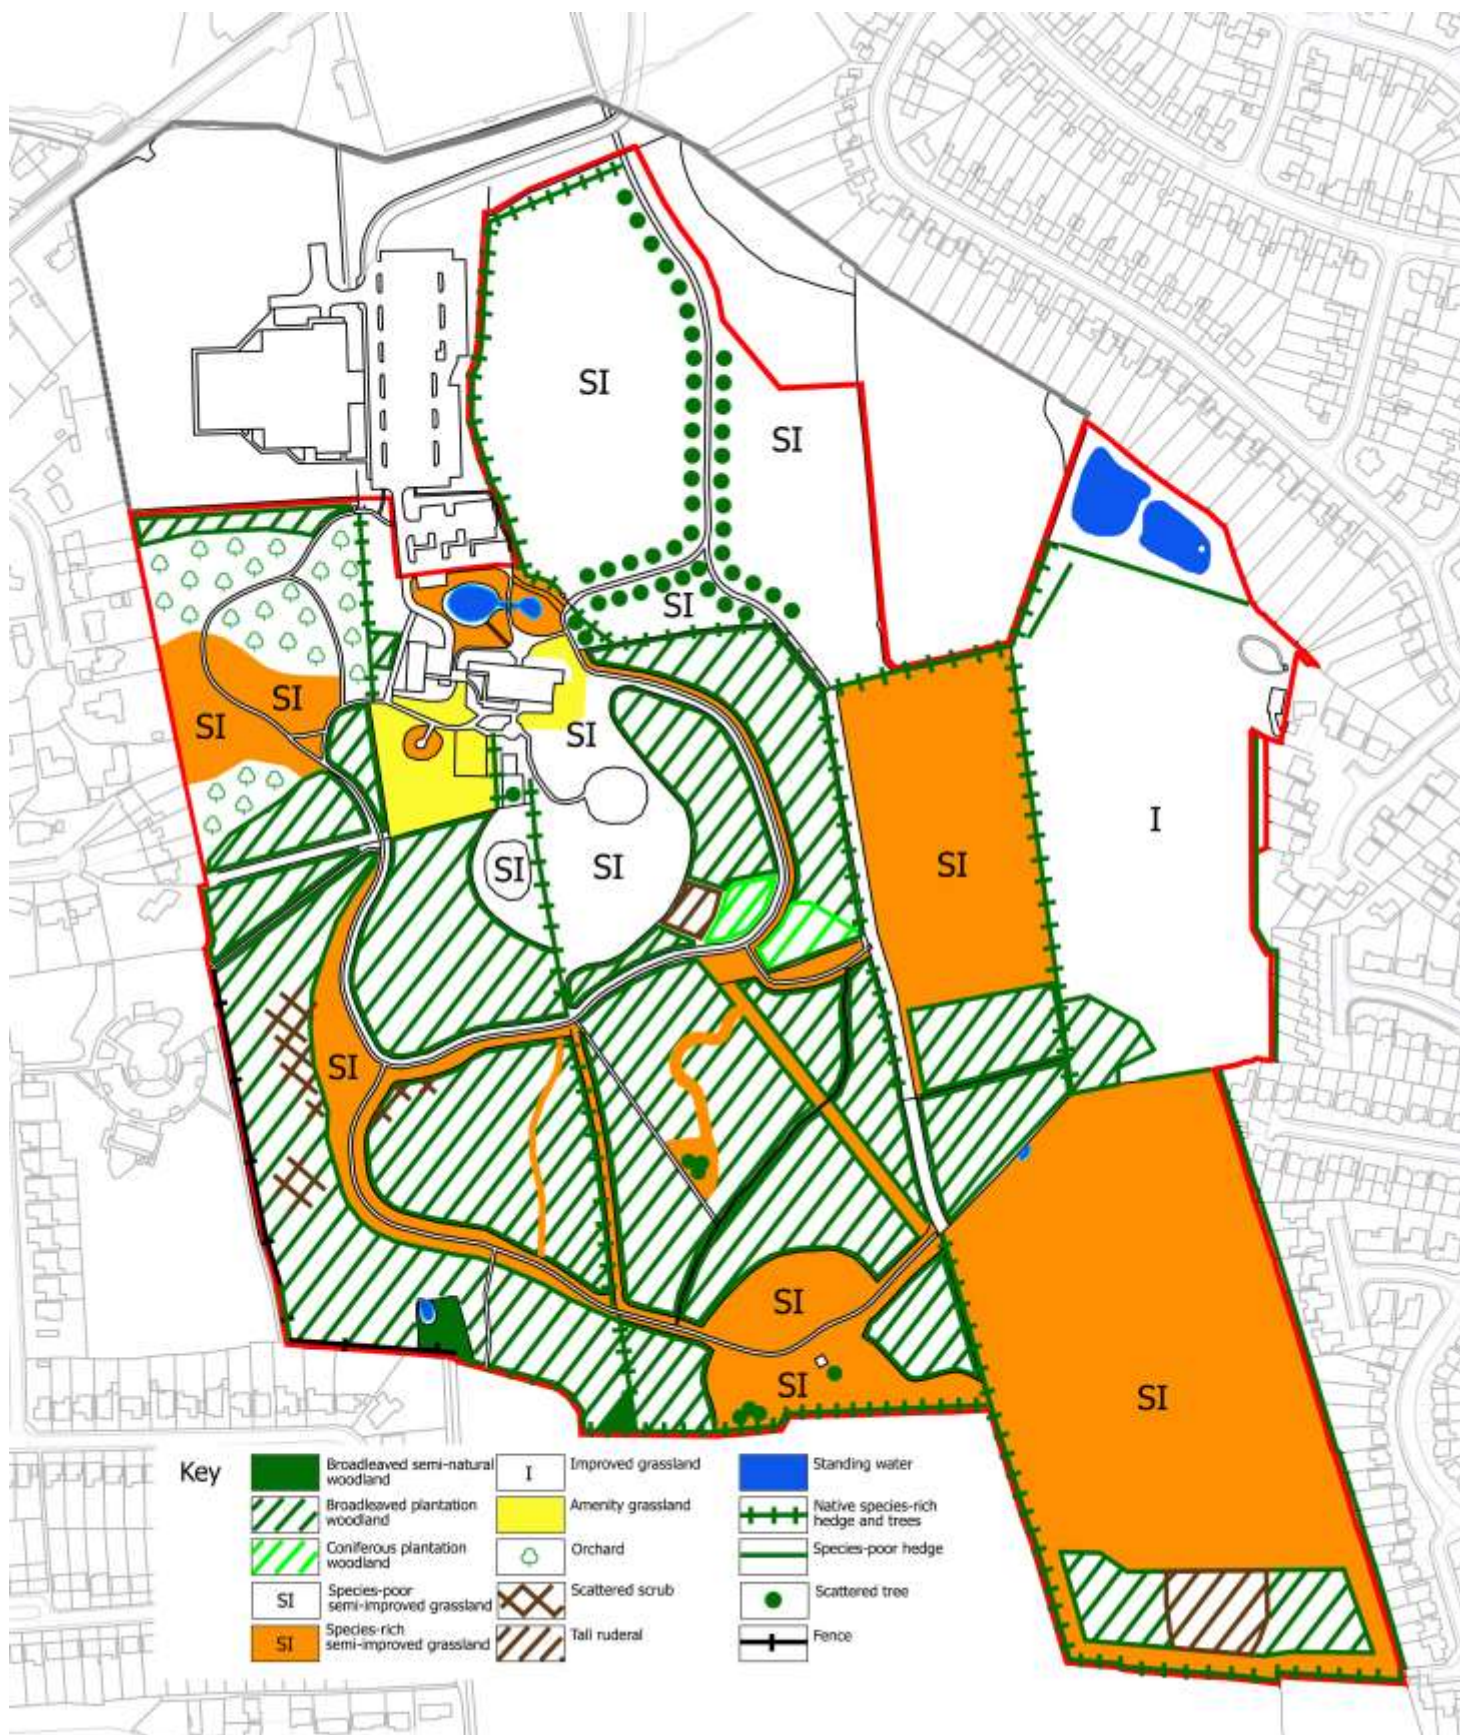 SI
SI
SI
SI
SI
SI
I
SI
SI
SI
SI
SI
SI
SI
Key
Broadleaved semi-natural
woodland
Broadleaved plantation
woodland
Coniferous plantation
woodland
SI
Species-poor
semi-improved grassland
SI
Species-rich
semi-improved grassland
I
Improved grassland
Amenity grassland
Orchard
Scattered scrub
Tall ruderal
Standing water
Native species-rich
hedge and trees
Species-poor hedge
Scattered tree
Fence